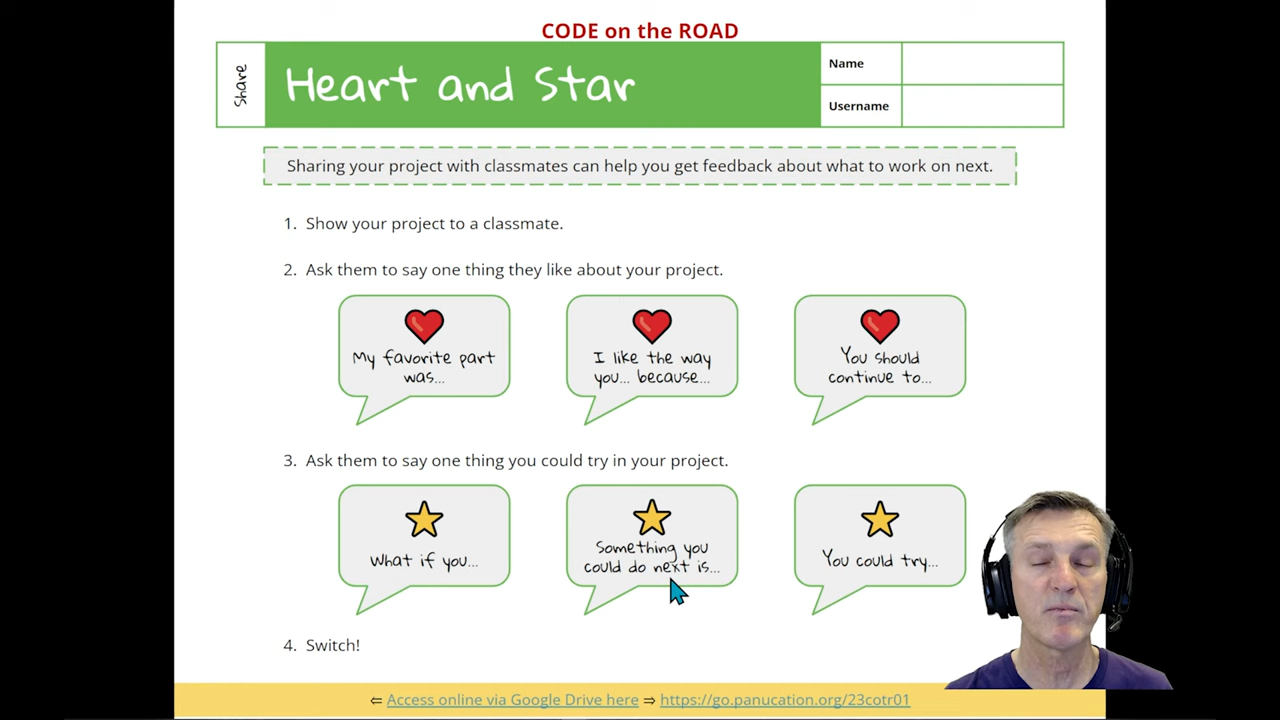 CODE on the ROAD
Share
Heart and Star
Name
Username
Sharing your project with classmates can help you get feedback about what to work on next.
1. Show your project to a classmate.
2. Ask them to say one thing they like about your project.
My favorite part
was...
I like the way
you... because...
You should
continue to...
3. Ask them to say one thing you could try in your project.
What if you...
Something you
could do next is...
You could try...
4. Switch!
⇐ Access online via Google Drive here ⇒ https://go.panucation.org/23cotr01